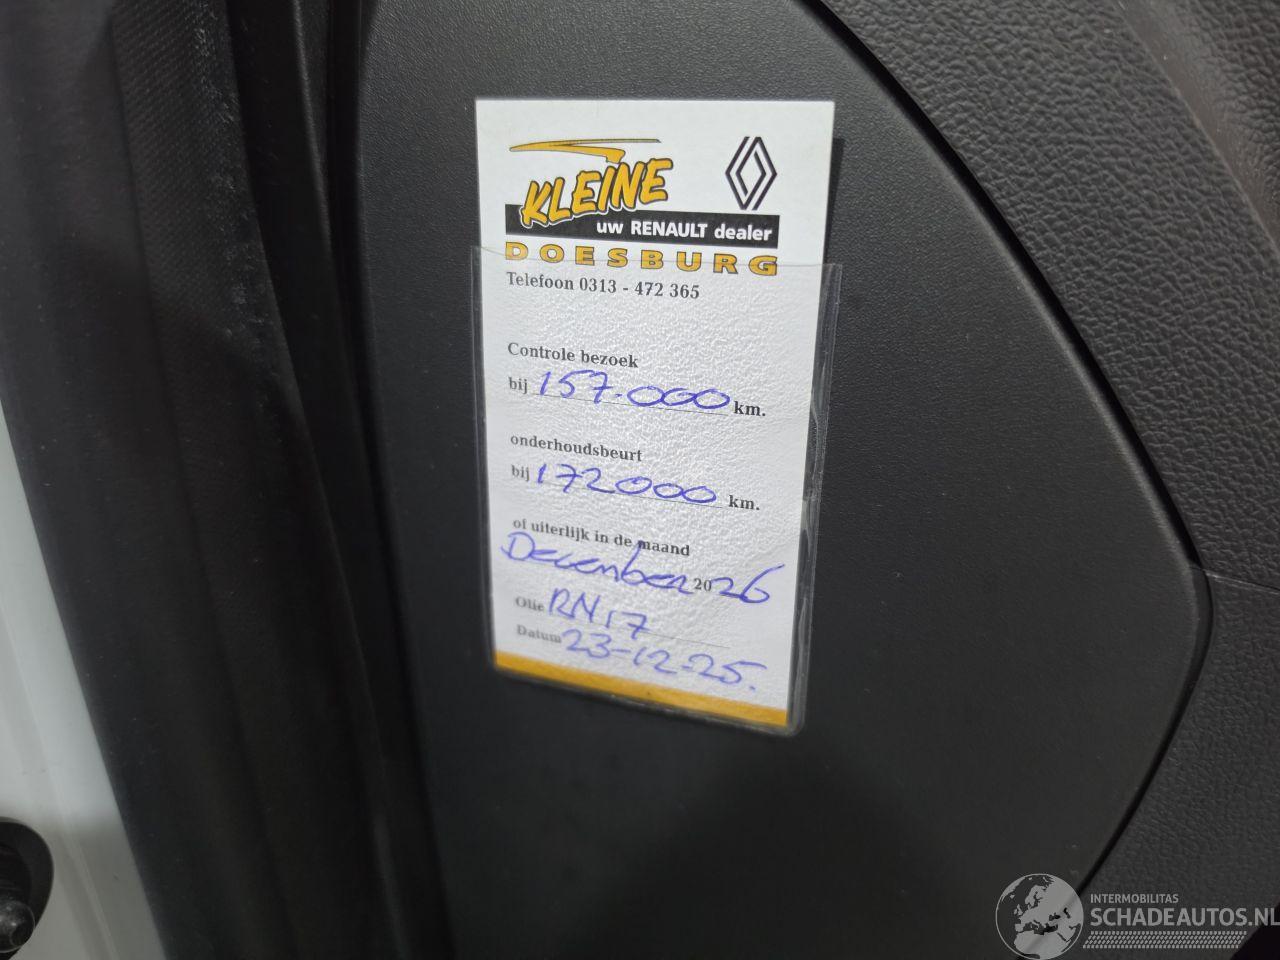 KLEINE
uw RENAULT dealer
DOESBURG
Telefoon 0313 - 472 365
Controle bezoek
bij 157.000 km.
onderhoudsbeurt
bij 172000 km.
of uiterlijk in de maand
December 2026
Olie RN17
Datum 23-12-25.
INTERMOBILITAS
SCHADEAUTOS.NL